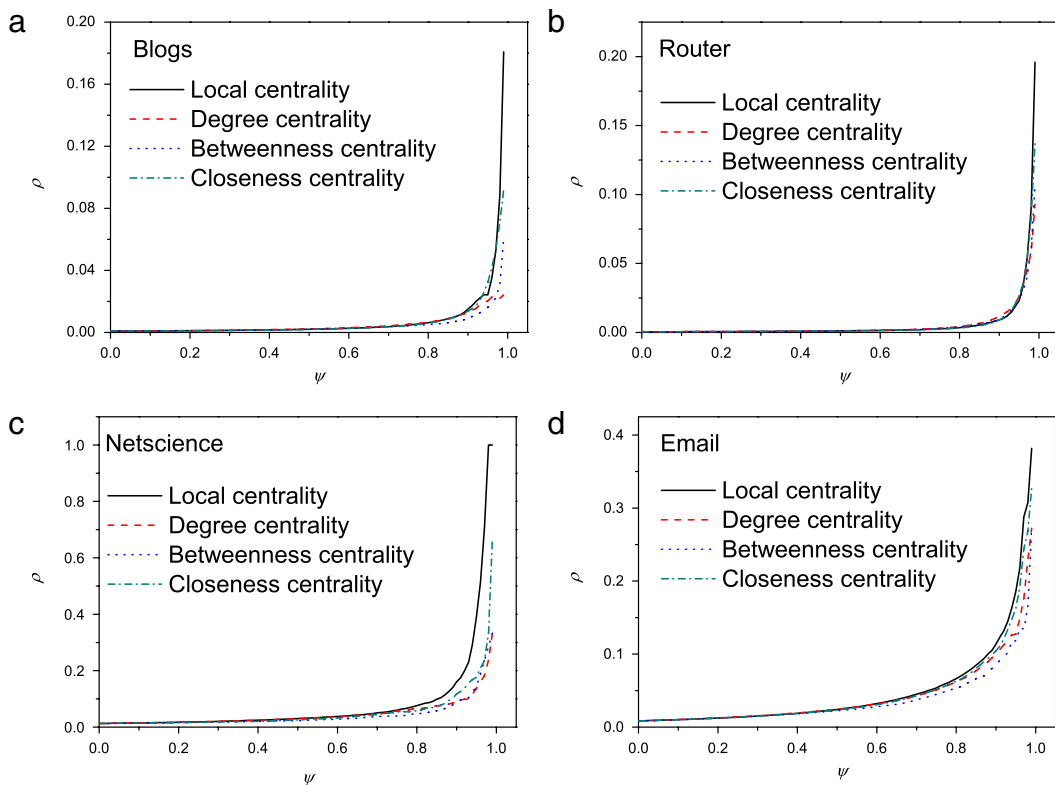 a
Blogs
Local centrality
Degree centrality
Betweenness centrality
Closeness centrality
0.20
0.16
0.12
0.08
0.04
0.00
ρ
0.0 0.2 0.4 0.6 0.8 1.0
ψ
b
Router
Local centrality
Degree centrality
Betweenness centrality
Closeness centrality
0.20
0.15
0.10
0.05
0.00
ρ
0.0 0.2 0.4 0.6 0.8 1.0
ψ
c
Netscience
Local centrality
Degree centrality
Betweenness centrality
Closeness centrality
1.0
0.8
0.6
0.4
0.2
0.0
ρ
0.0 0.2 0.4 0.6 0.8 1.0
ψ
d
Email
Local centrality
Degree centrality
Betweenness centrality
Closeness centrality
0.4
0.3
0.2
0.1
0.0
ρ
0.0 0.2 0.4 0.6 0.8 1.0
ψ